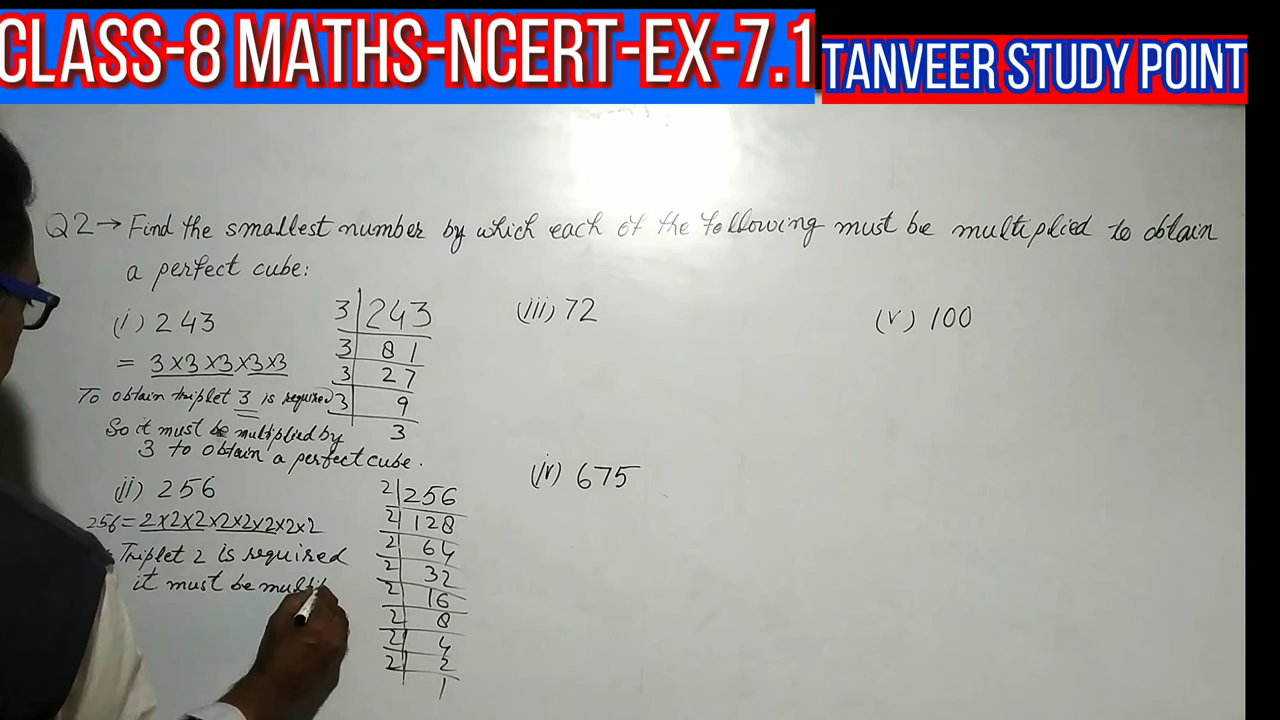 CLASS-8 MATHS-NCERT-EX-7.1
TANVEER STUDY POINT
Q2→ Find the smallest number by which each of the following must be multiplied to obtain
a perfect cube:
(i) 243
= 3×3×3×3×3
To obtain triplet 3 is required
So it must be multiplied by
3 to obtain a perfect cube.
3 | 243
3 | 81
3 | 27
3 | 9
3
(ii) 256
256 = 2×2×2×2×2×2×2×2
Triplet 2 is required
it must be
2 | 256
2 | 128
2 | 64
2 | 32
2 | 16
2 | 8
2 | 4
2 | 2
1
(iii) 72
(iv) 675
(v) 100